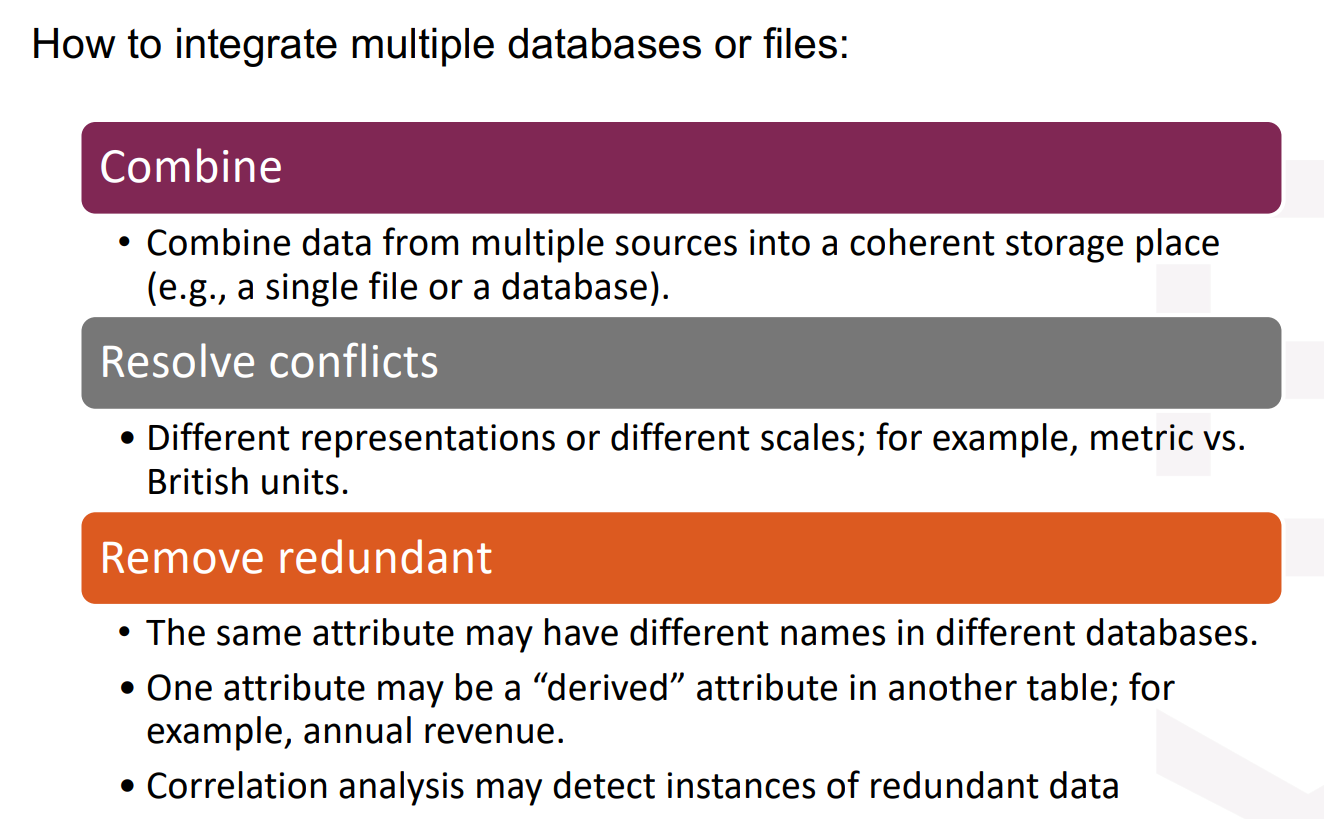 How to integrate multiple databases or files:
Combine
• Combine data from multiple sources into a coherent storage place
(e.g., a single file or a database).
Resolve conflicts
• Different representations or different scales; for example, metric vs.
British units.
Remove redundant
• The same attribute may have different names in different databases.
• One attribute may be a “derived” attribute in another table; for
example, annual revenue.
• Correlation analysis may detect instances of redundant data